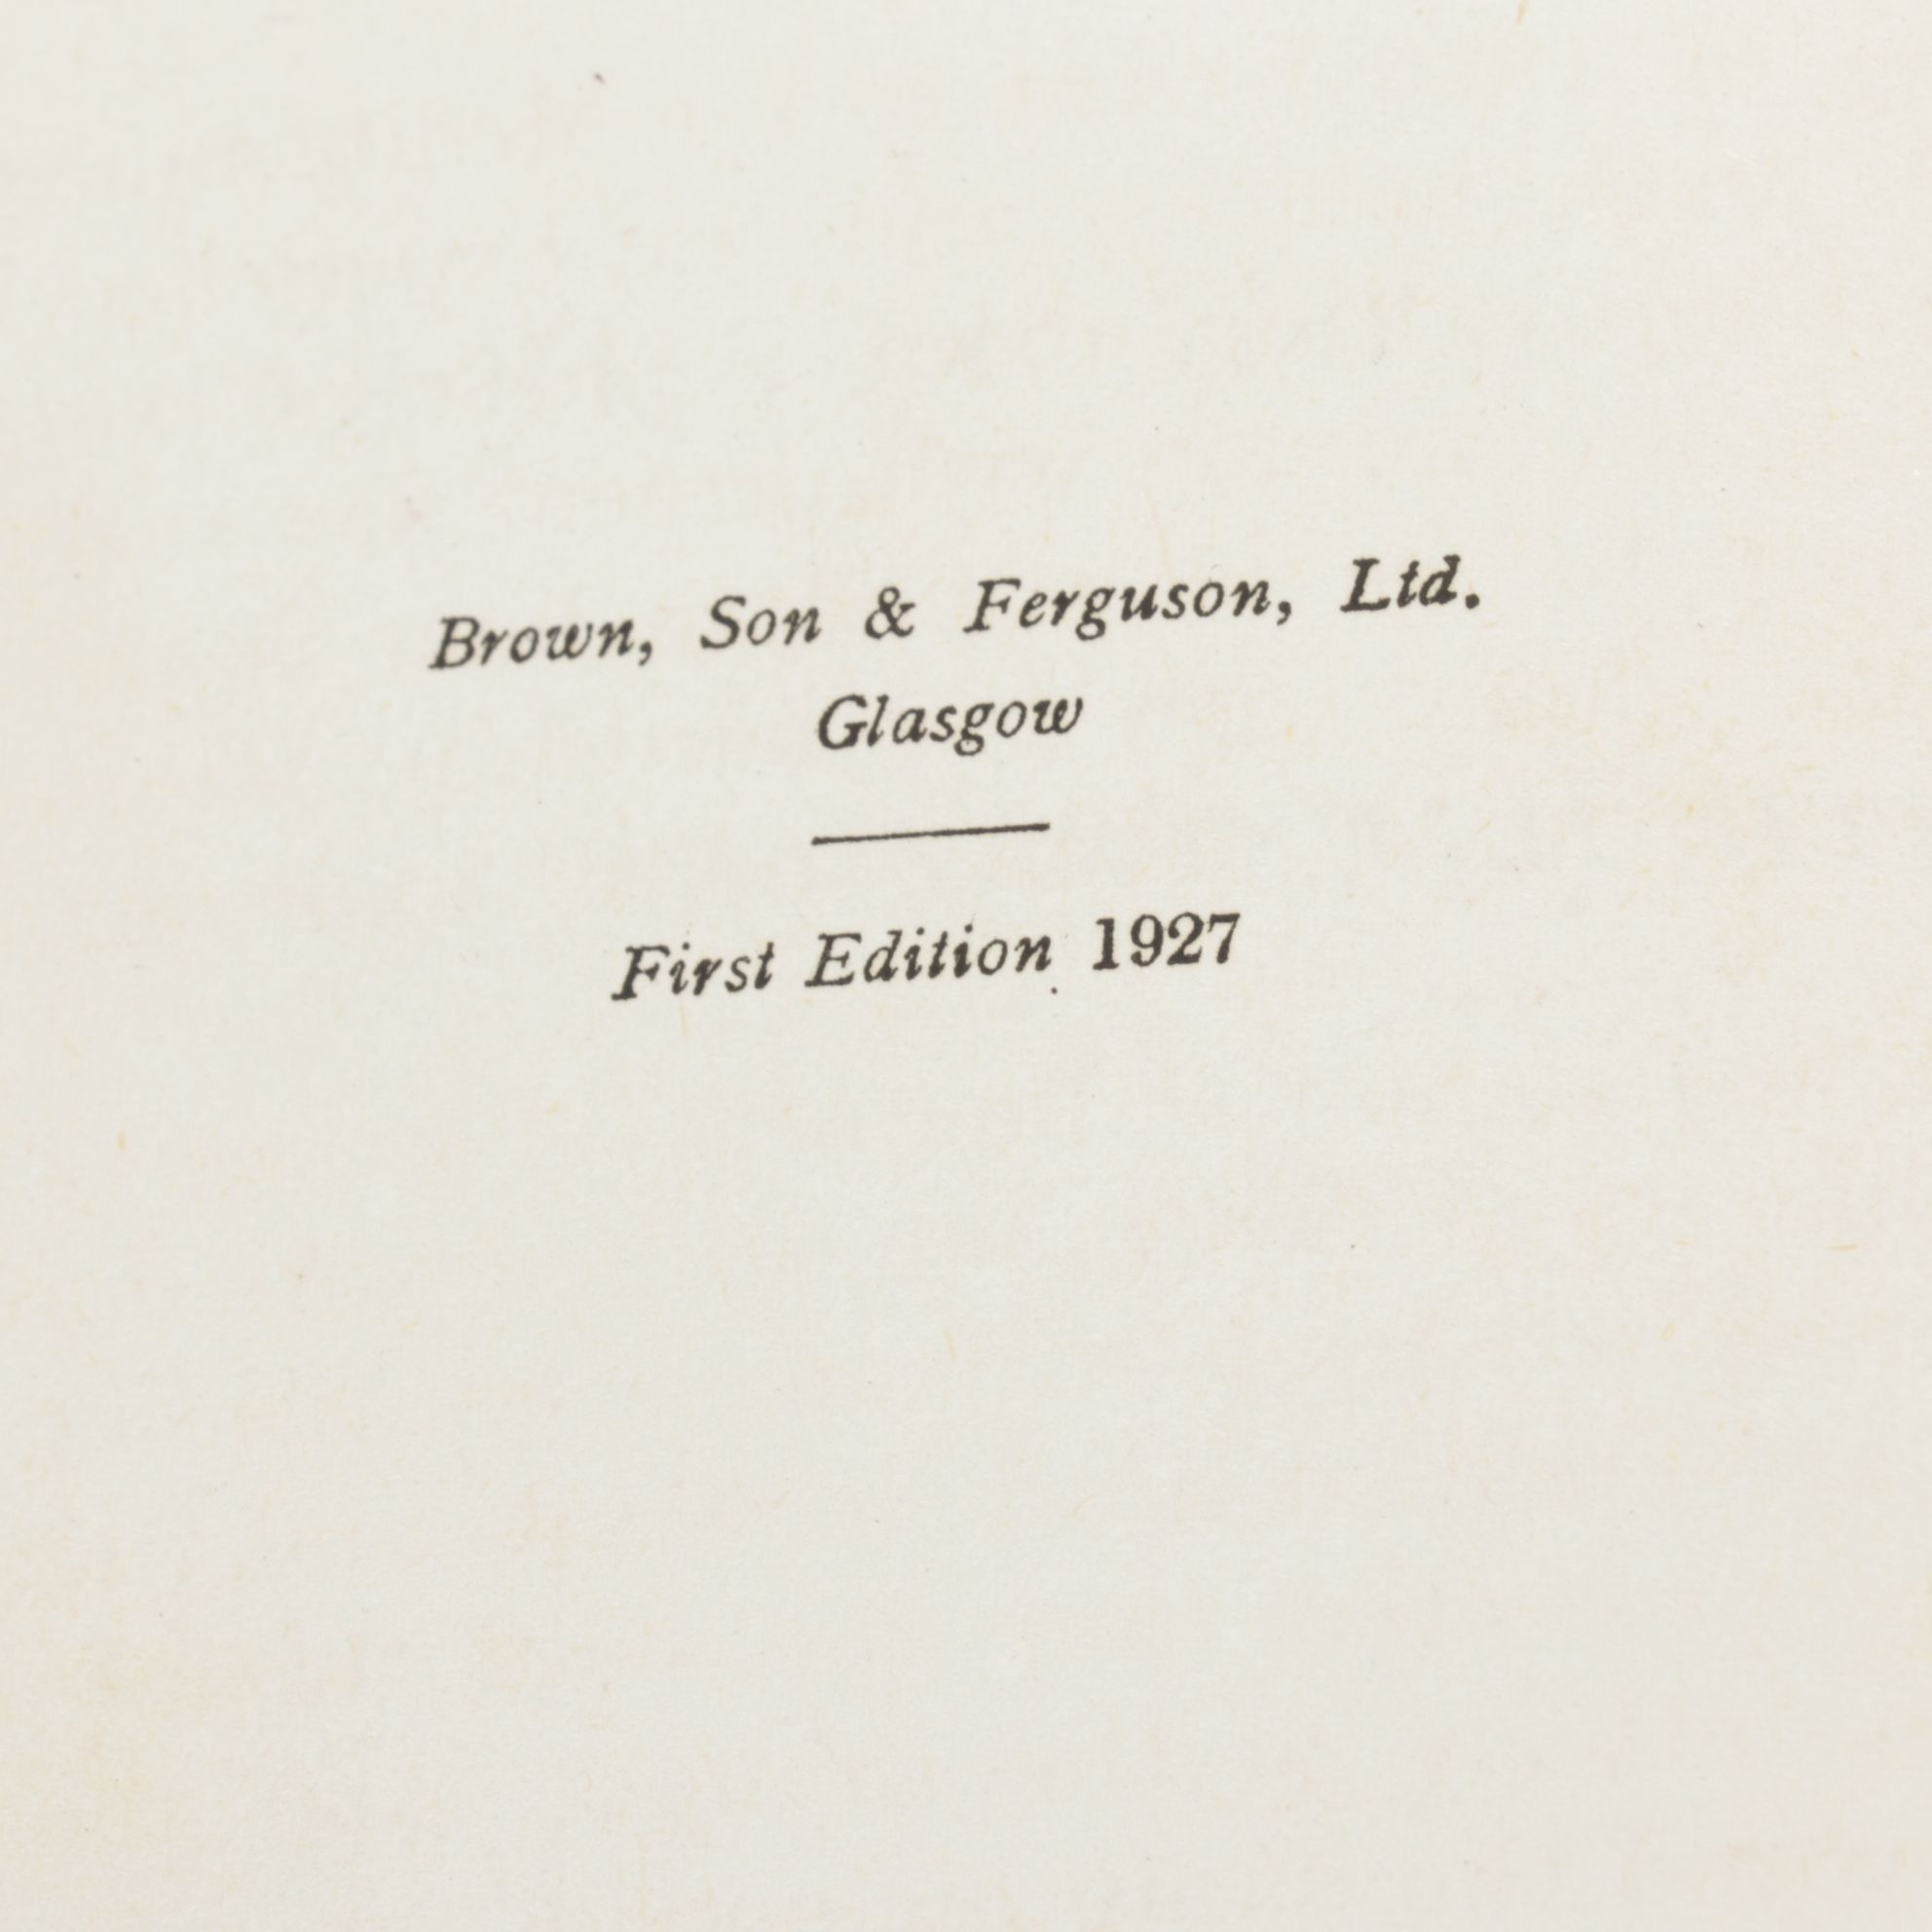 Brown, Son & Ferguson, Ltd.
Glasgow
First Edition 1927